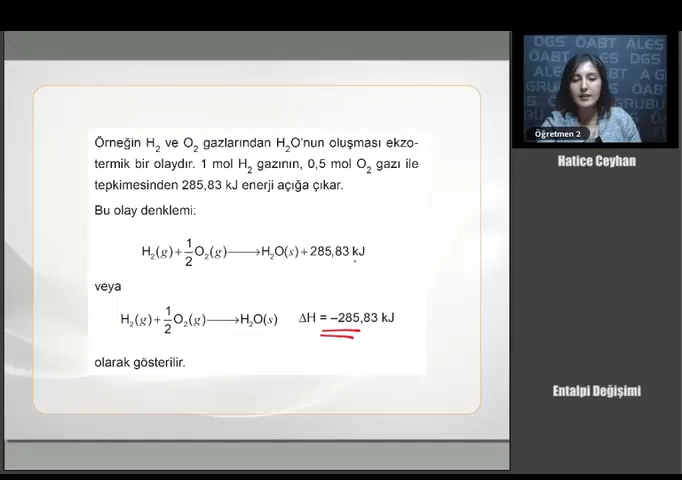 Örneğin H2 ve O2 gazlarından H2O'nun oluşması ekzo-
termik bir olaydır. 1 mol H2 gazının, 0,5 mol O2 gazı ile
tepkimesinden 285,83 kJ enerji açığa çıkar.
Bu olay denklemi:
H2(g) + 1/2 O2(g) ⟶ H2O(s) + 285,83 kJ
veya
H2(g) + 1/2 O2(g) ⟶ H2O(s) ΔH = –285,83 kJ
olarak gösterilir.
DGS ÖABT ALES
ÖABT ALES DGS
Öğretmen 2
Hatice Ceyhan
Entalpi Değişimi